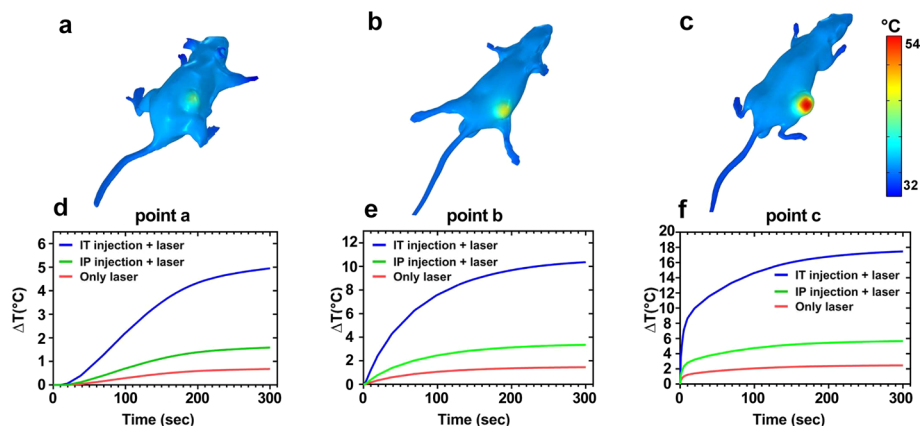 a
b
c
°C
54
32
d
point a
e
point b
f
point c
IT injection + laser
IP injection + laser
Only laser
ΔT(°C)
6
5
4
3
2
1
0
0
100
200
300
Time (sec)
IT injection + laser
IP injection + laser
Only laser
ΔT(°C)
12
10
8
6
4
2
0
0
100
200
300
Time (sec)
IT injection + laser
IP injection + laser
Only laser
ΔT(°C)
20
18
16
14
12
10
8
6
4
2
0
0
100
200
300
Time (sec)